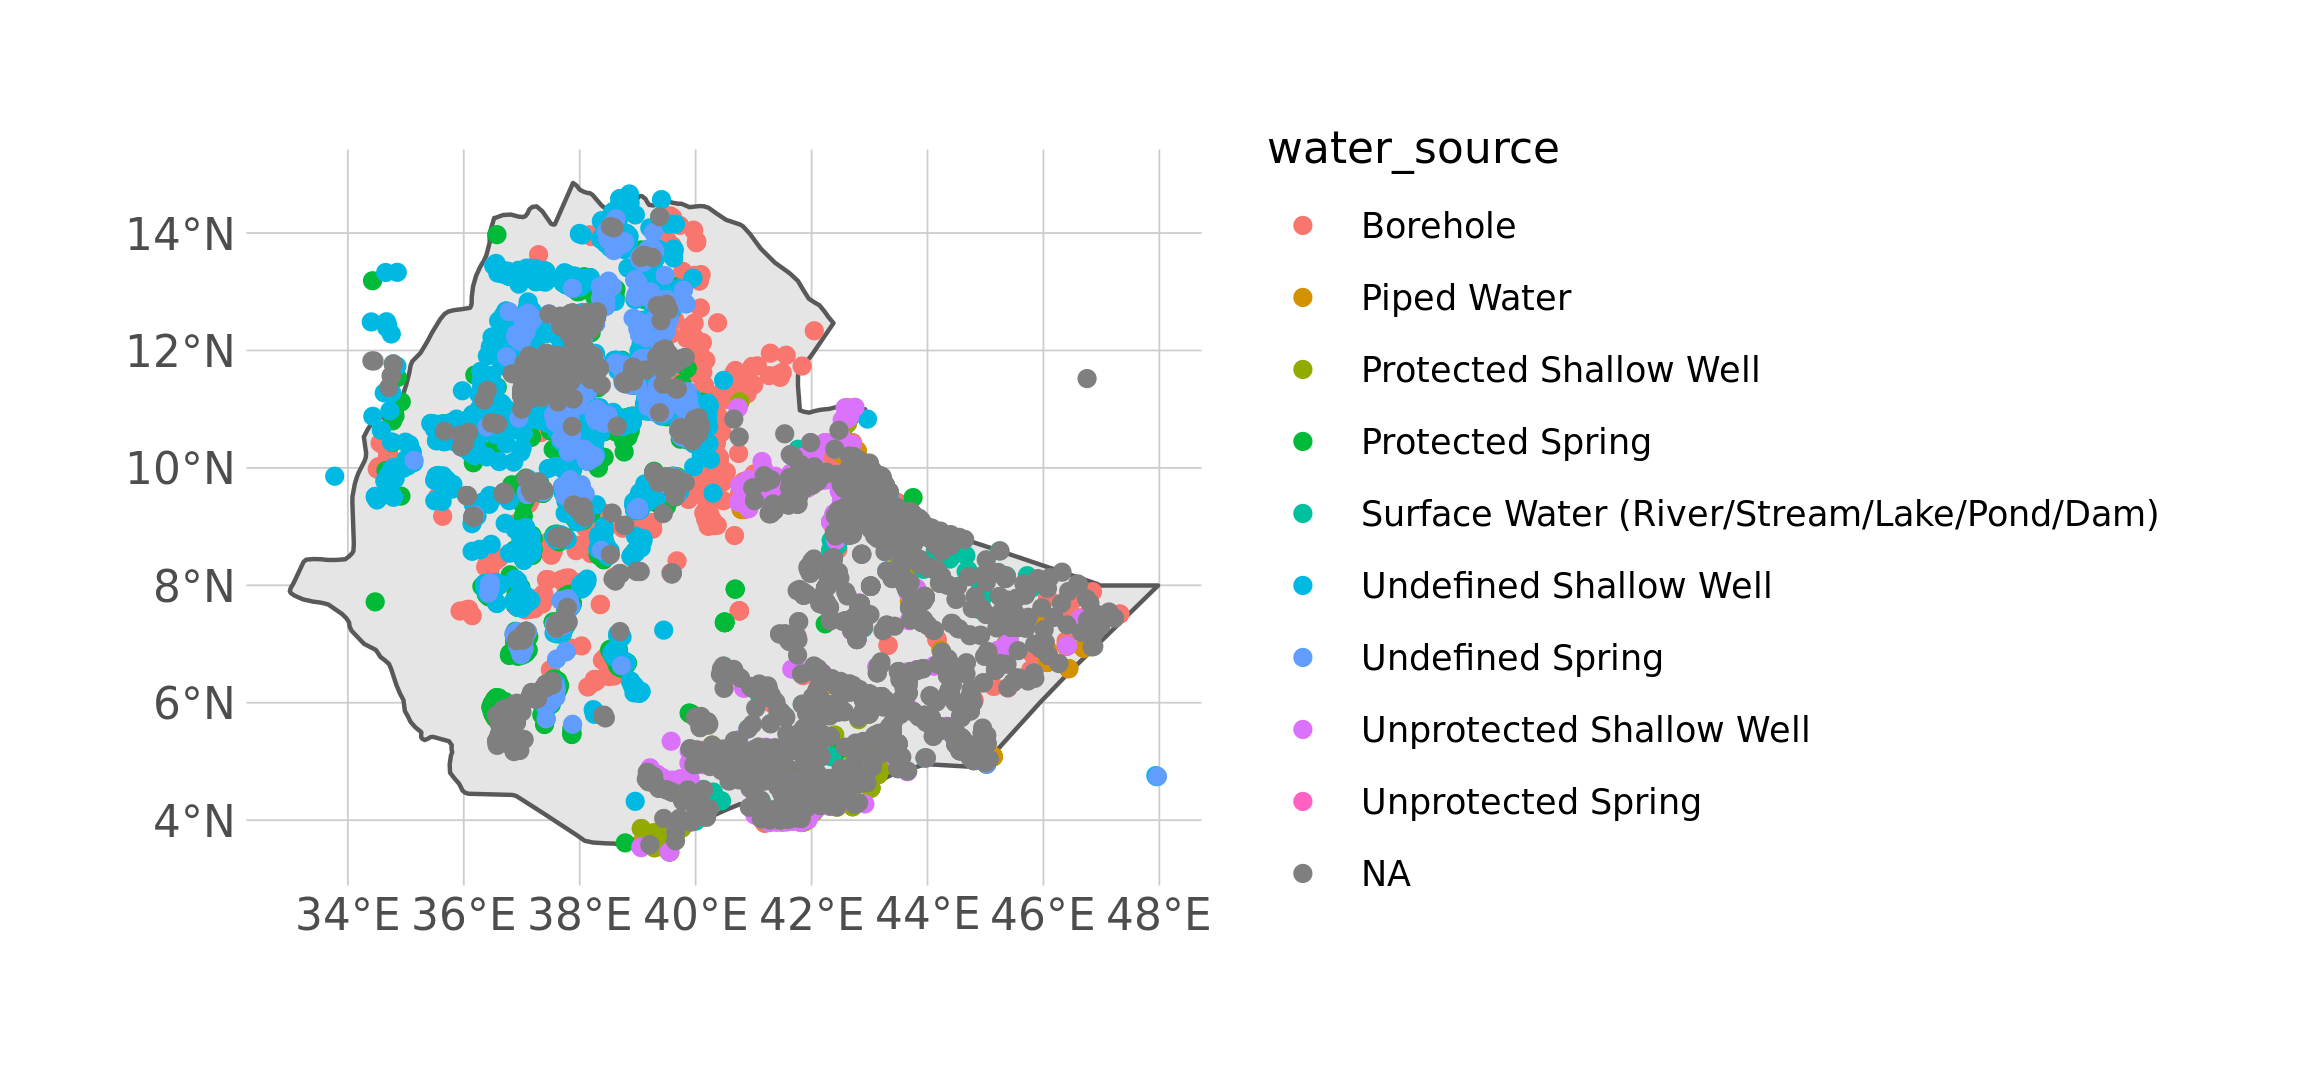 water_source
14°N
12°N
10°N
8°N
6°N
4°N
34°E 36°E 38°E 40°E 42°E 44°E 46°E 48°E
Borehole
Piped Water
Protected Shallow Well
Protected Spring
Surface Water (River/Stream/Lake/Pond/Dam)
Undefined Shallow Well
Undefined Spring
Unprotected Shallow Well
Unprotected Spring
NA